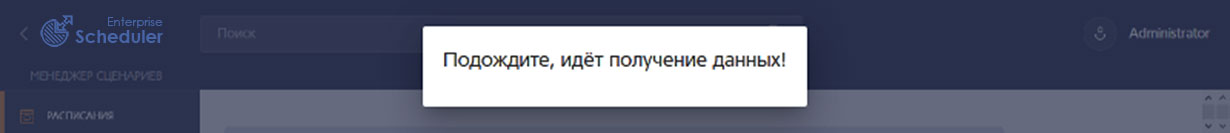 Enterprise
Scheduler
Поиск
Administrator
Подождите, идёт получение данных!
МЕНЕДЖЕР СЦЕНАРИЕВ
РАСПИСАНИЯ